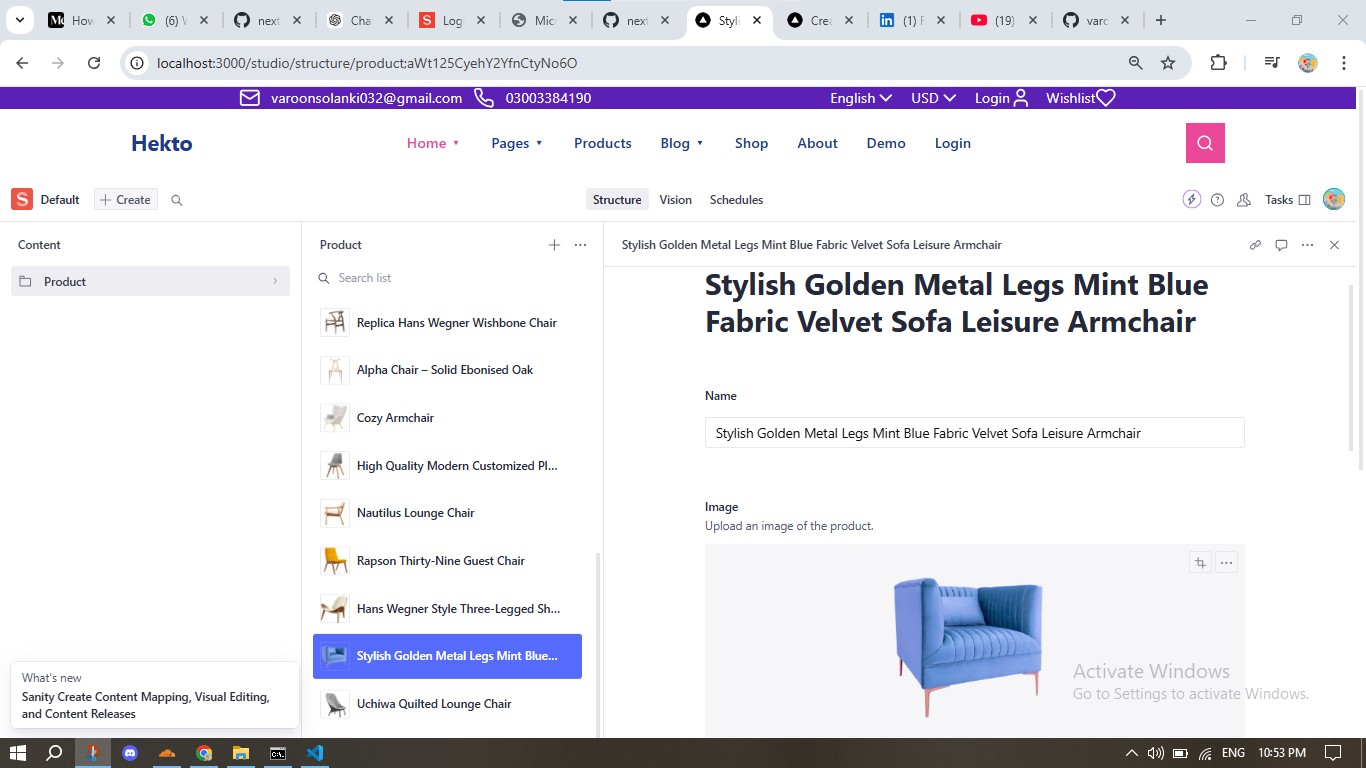 How
(6) W
next
Cha
S
Logi
Micr
next
Styli
Crea
in
(1) F
(19)
varo
localhost:3000/studio/structure/product;aWt125CyehY2YfnCtyNo6O
varoonsolanki032@gmail.com
03003384190
English
USD
Login
Wishlist
Hekto
Home
Pages
Products
Blog
Shop
About
Demo
Login
S
Default
Create
Structure
Vision
Schedules
Tasks
Content
Product
Product
Search list
Replica Hans Wegner Wishbone Chair
Alpha Chair – Solid Ebonised Oak
Cozy Armchair
High Quality Modern Customized Pl...
Nautilus Lounge Chair
Rapson Thirty-Nine Guest Chair
Hans Wegner Style Three-Legged Sh...
Stylish Golden Metal Legs Mint Blue...
Uchiwa Quilted Lounge Chair
Stylish Golden Metal Legs Mint Blue Fabric Velvet Sofa Leisure Armchair
Stylish Golden Metal Legs Mint Blue
Fabric Velvet Sofa Leisure Armchair
Name
Stylish Golden Metal Legs Mint Blue Fabric Velvet Sofa Leisure Armchair
Image
Upload an image of the product.
Activate Windows
Go to Settings to activate Windows.
What's new
Sanity Create Content Mapping, Visual Editing,
and Content Releases
ENG
10:53 PM